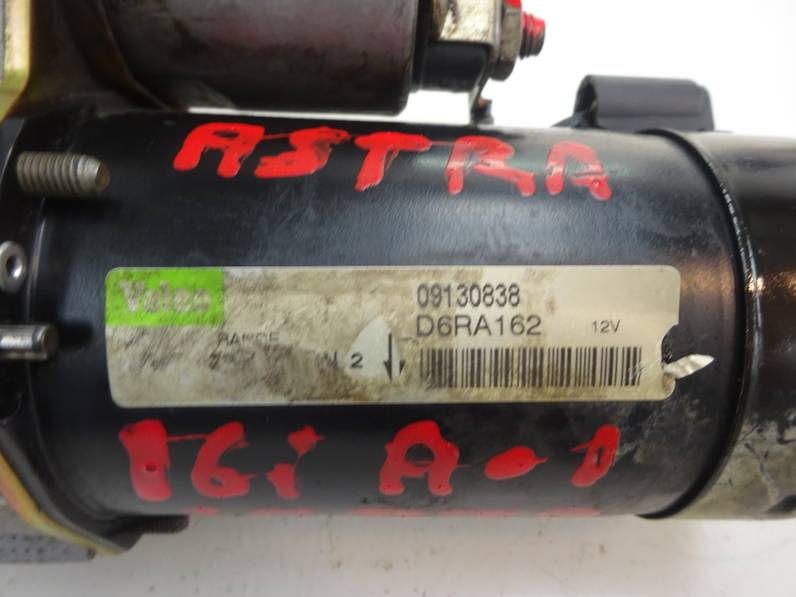 ASTRA
Valeo
09130838
D6RA162 12V
2
16i A-1